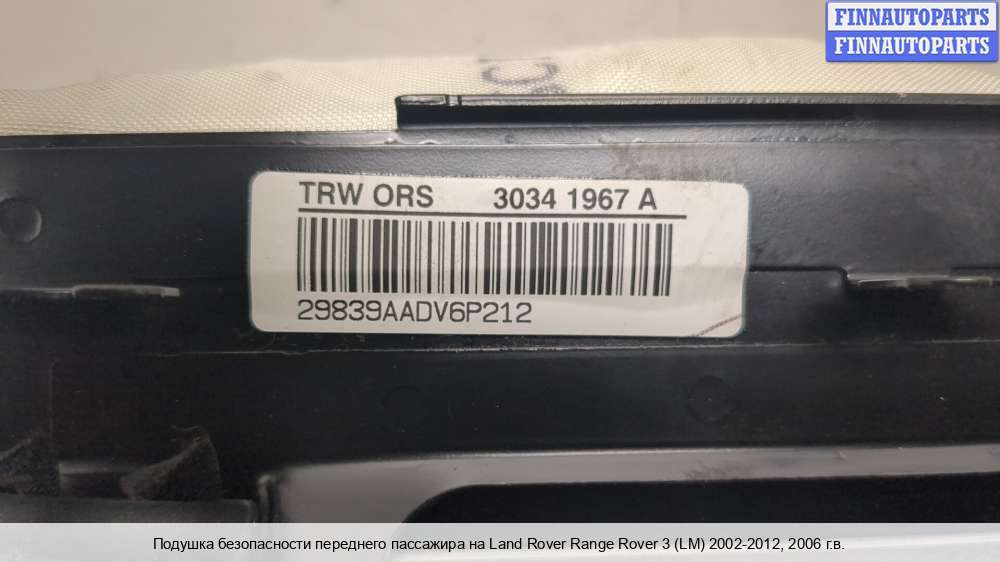 FINNAUTOPARTS
FINNAUTOPARTS
TRW ORS 3034 1967 A
29839AADV6P212
Подушка безопасности переднего пассажира на Land Rover Range Rover 3 (LM) 2002-2012, 2006 г.в.